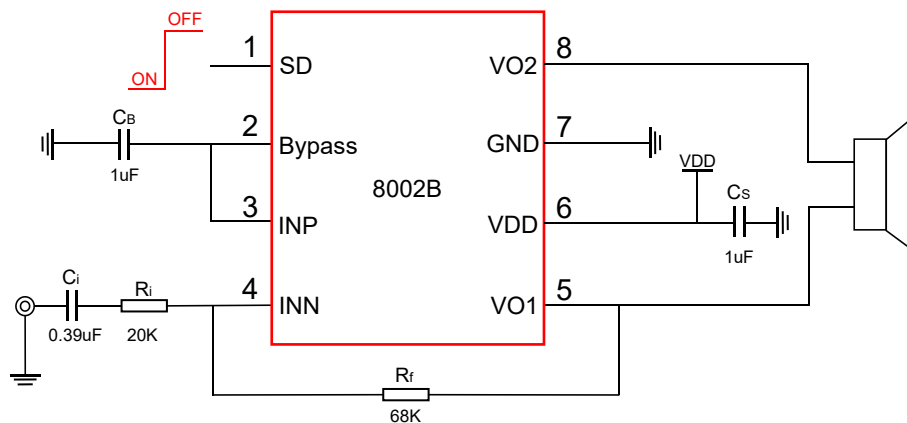 OFF
ON
1
SD
VO2
8
CB
1uF
2
Bypass
GND
7
8002B
VDD
3
INP
VDD
6
CS
1uF
Ci
0.39uF
Ri
20K
4
INN
VO1
5
Rf
68K